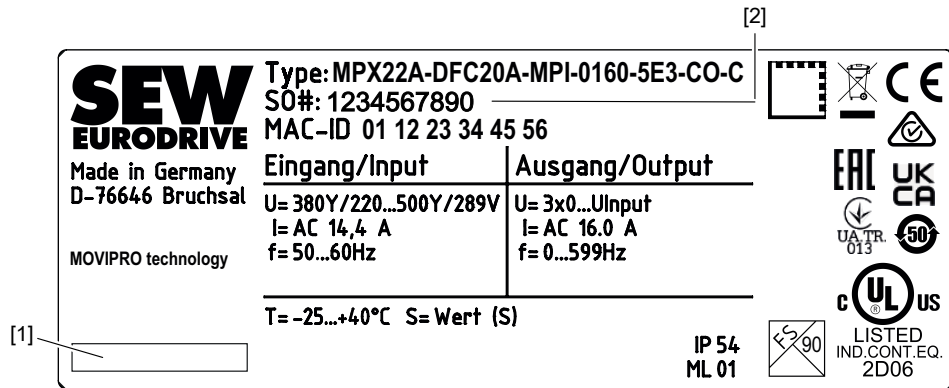 [2]
SEW
EURODRIVE
Made in Germany
D-76646 Bruchsal
MOVIPRO technology
[1]
Type: MPX22A-DFC20A-MPI-0160-5E3-CO-C
SO#: 1234567890
MAC-ID 01 12 23 34 45 56
Eingang/Input
U= 380Y/220...500Y/289V
I= AC 14,4 A
f= 50...60Hz
Ausgang/Output
U= 3x0...UInput
I= AC 16.0 A
f= 0...599Hz
T= -25...+40°C S= Wert (S)
IP 54
ML 01
CE
EAC
UK
CA
UA.TR.
013
50
C UL US
®
LISTED
IND.CONT.EQ.
2D06
FS
90